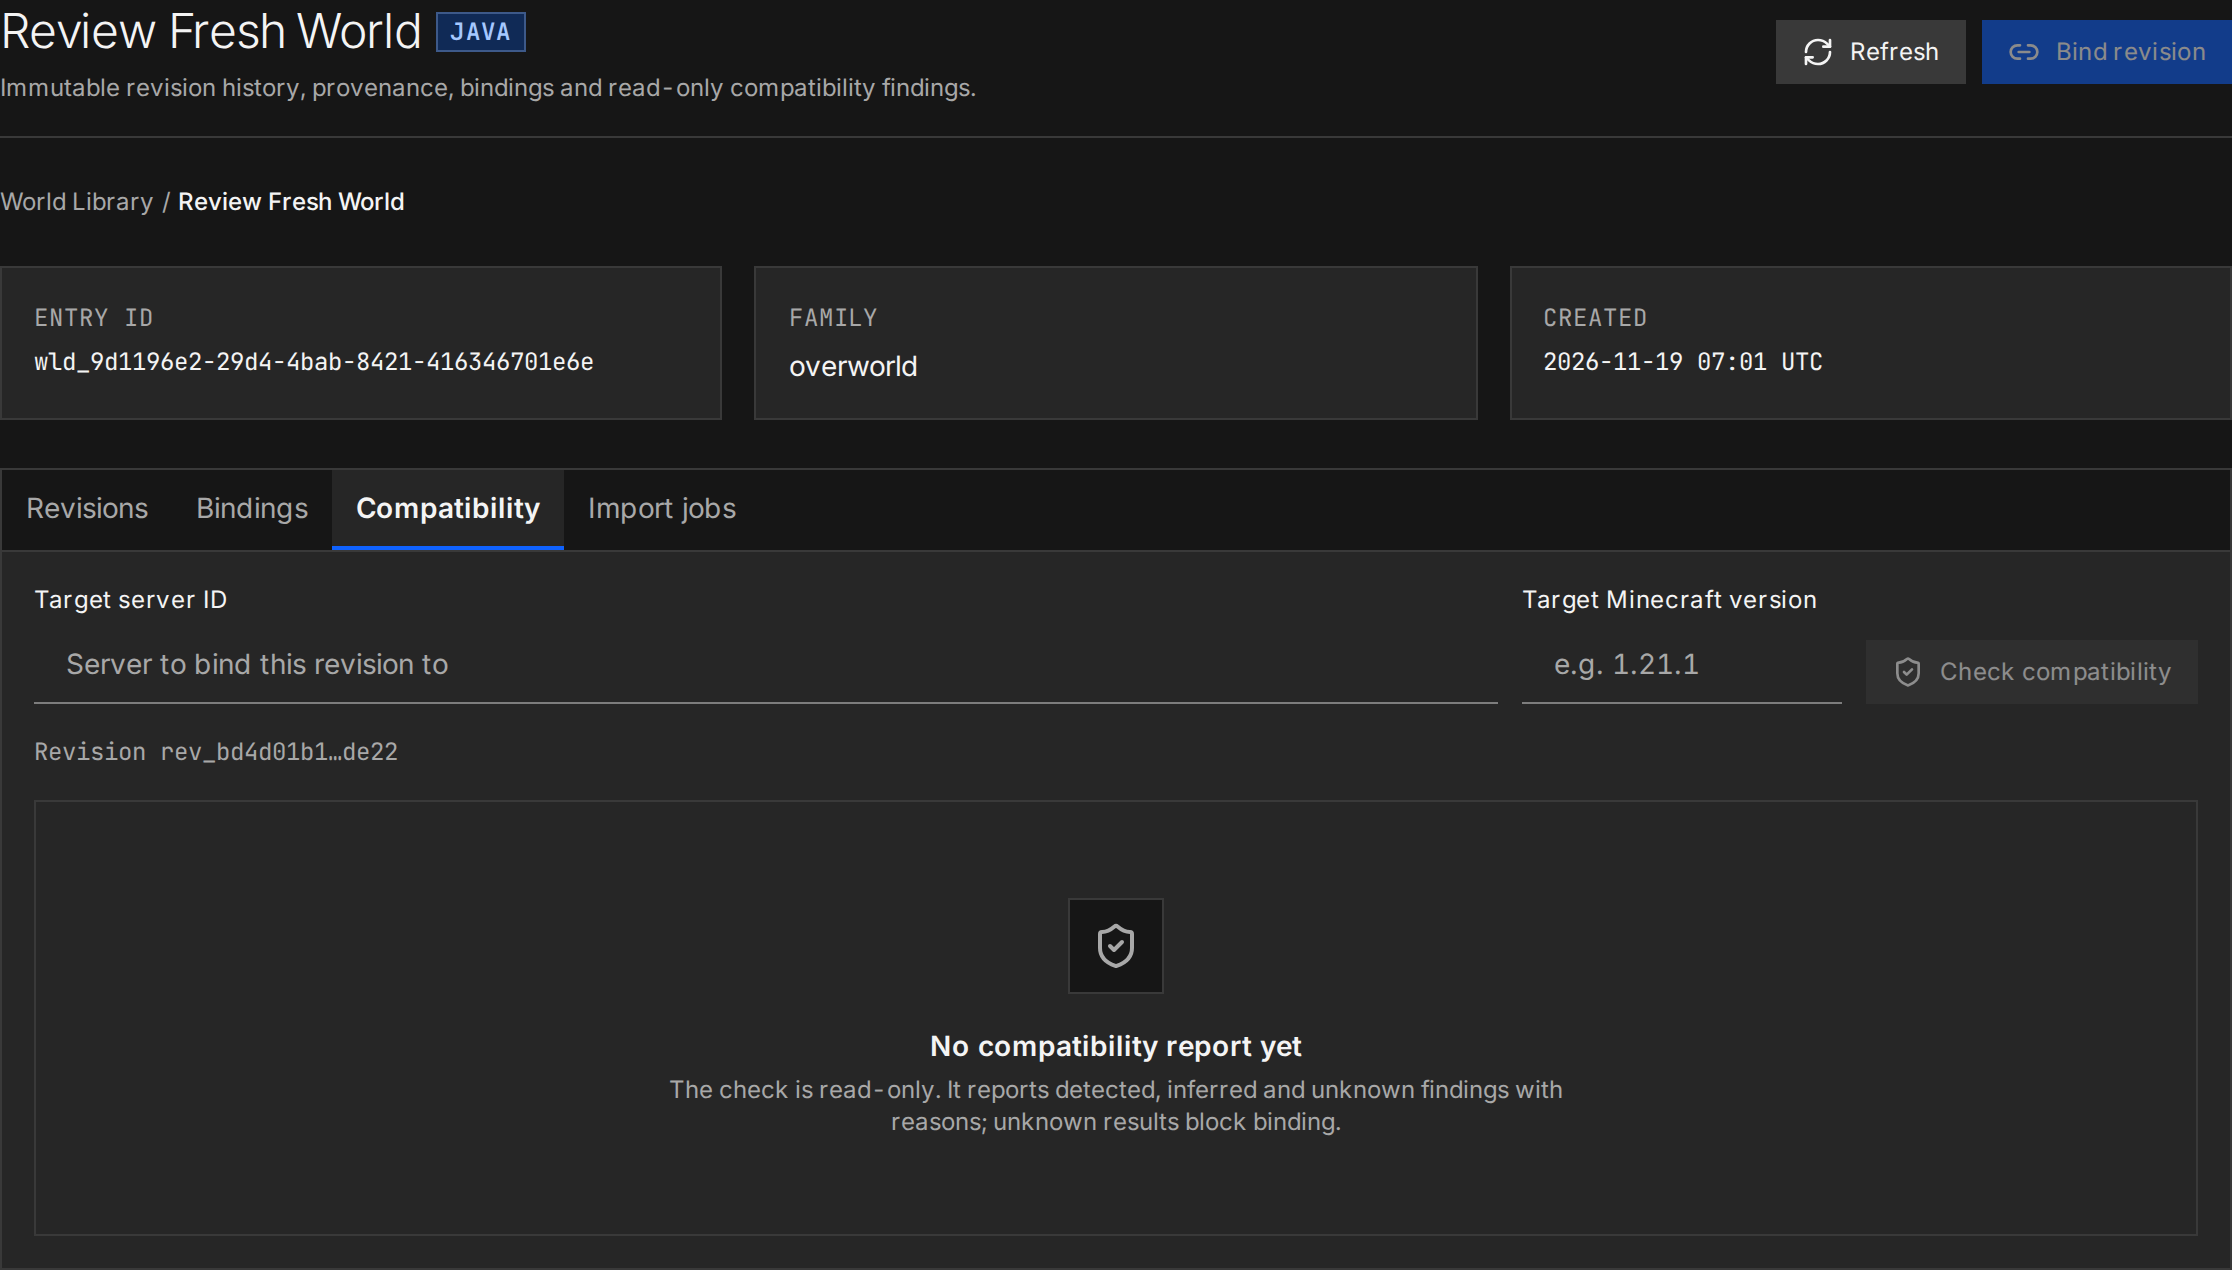 Review Fresh World JAVA
Immutable revision history, provenance, bindings and read-only compatibility findings.
Refresh
Bind revision
World Library / Review Fresh World
ENTRY ID
wld_9d1196e2-29d4-4bab-8421-416346701e6e
FAMILY
overworld
CREATED
2026-11-19 07:01 UTC
Revisions Bindings Compatibility Import jobs
Target server ID
Server to bind this revision to
Target Minecraft version
e.g. 1.21.1
Check compatibility
Revision rev_bd4d01b1…de22
No compatibility report yet
The check is read-only. It reports detected, inferred and unknown findings with
reasons; unknown results block binding.